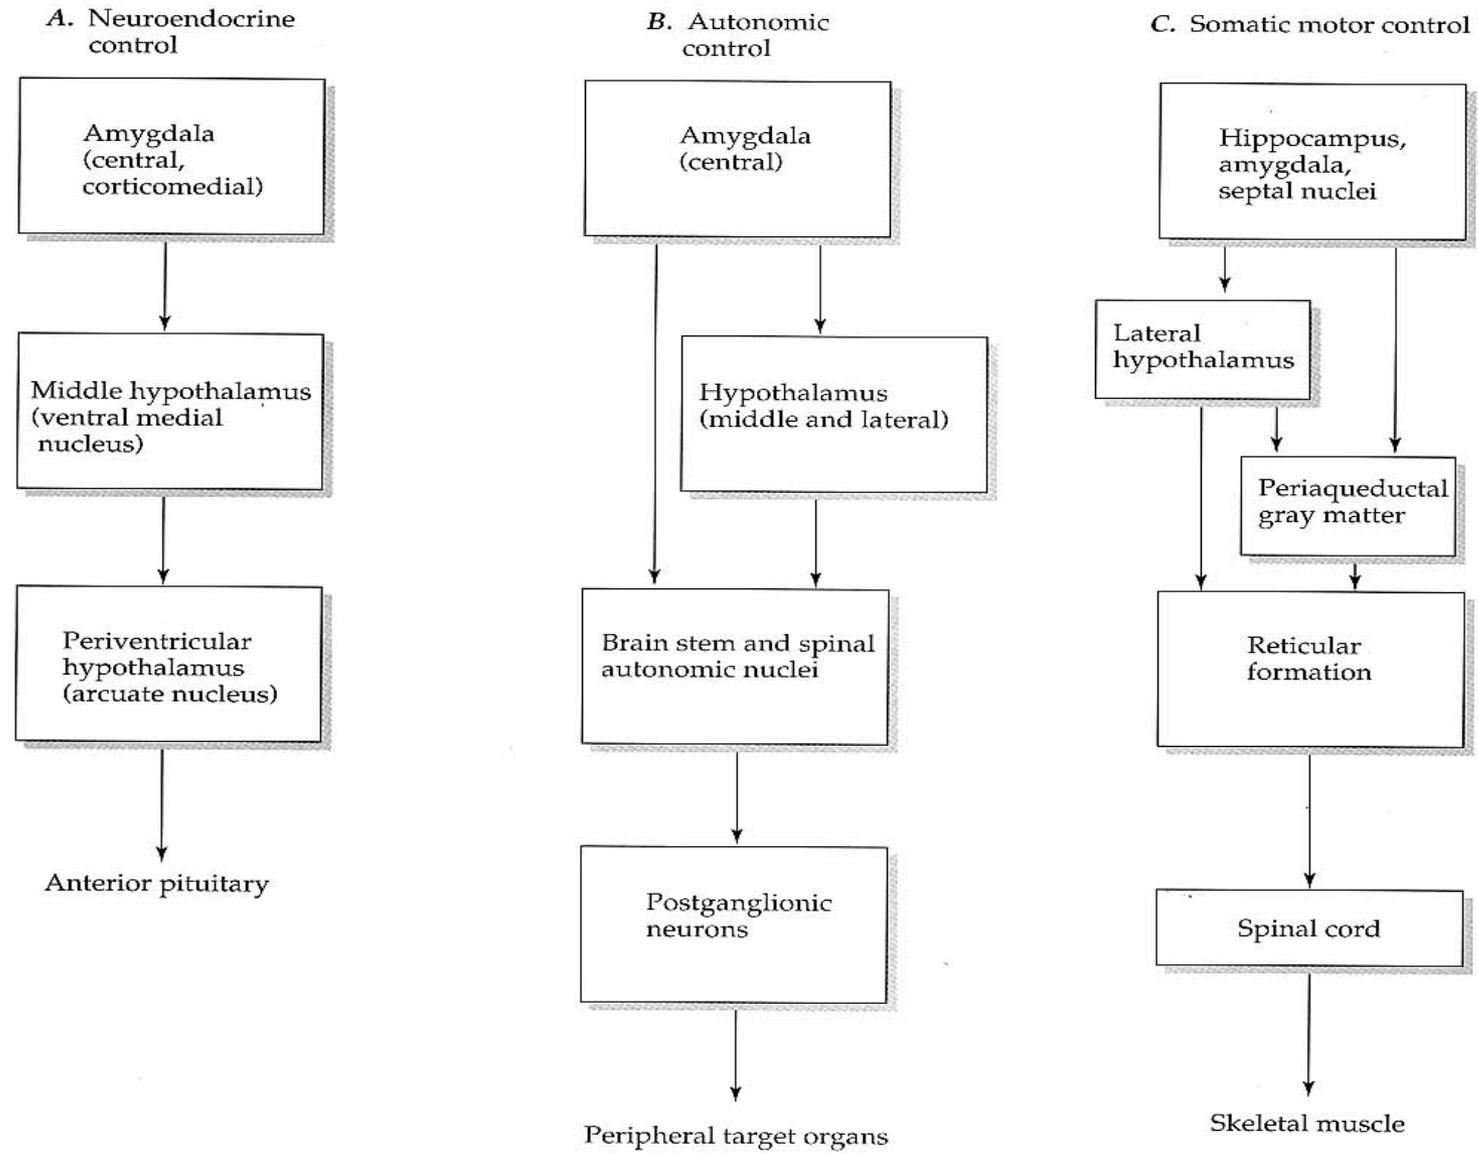 A. Neuroendocrine
control
Amygdala
(central,
corticomedial)
Middle hypothalamus
(ventral medial
nucleus)
Periventricular
hypothalamus
(arcuate nucleus)
Anterior pituitary
B. Autonomic
control
Amygdala
(central)
Hypothalamus
(middle and lateral)
Brain stem and spinal
autonomic nuclei
Postganglionic
neurons
Peripheral target organs
C. Somatic motor control
Hippocampus,
amygdala,
septal nuclei
Lateral
hypothalamus
Periaqueductal
gray matter
Reticular
formation
Spinal cord
Skeletal muscle